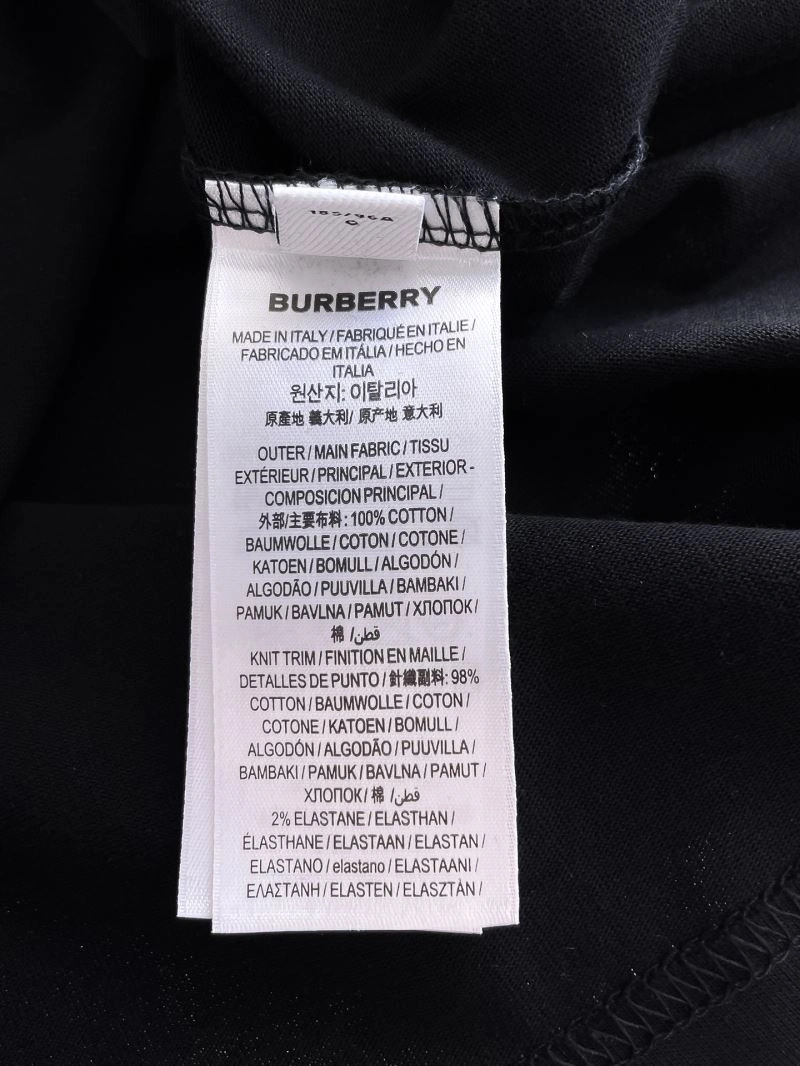 BURBERRY
MADE IN ITALY / FABRIQUÉ EN ITALIE /
FABRICADO EM ITÁLIA / HECHO EN
ITALIA
원산지: 이탈리아
原產地 義大利/ 原产地 意大利
OUTER / MAIN FABRIC / TISSU
EXTÉRIEUR / PRINCIPAL / EXTERIOR -
COMPOSICION PRINCIPAL /
外部/主要布料: 100% COTTON /
BAUMWOLLE / COTON / COTONE /
KATOEN / BOMULL / ALGODÓN /
ALGODÃO / PUUVILLA / BAMBAKI /
PAMUK / BAVLNA / PAMUT / ХЛОПОК /
棉 /قطن
KNIT TRIM / FINITION EN MAILLE /
DETALLES DE PUNTO / 針織副料: 98%
COTTON / BAUMWOLLE / COTON /
COTONE / KATOEN / BOMULL /
ALGODÓN / ALGODÃO / PUUVILLA /
BAMBAKI / PAMUK / BAVLNA / PAMUT /
ХЛОПОК / 棉 /قطن
2% ELASTANE / ELASTHAN /
ÉLASTHANE / ELASTAAN / ELASTAN /
ELASTANO / elastano / ELASTAANI /
ΕΛΑΣΤΑΝΗ / ELASTEN / ELASZTÀN /